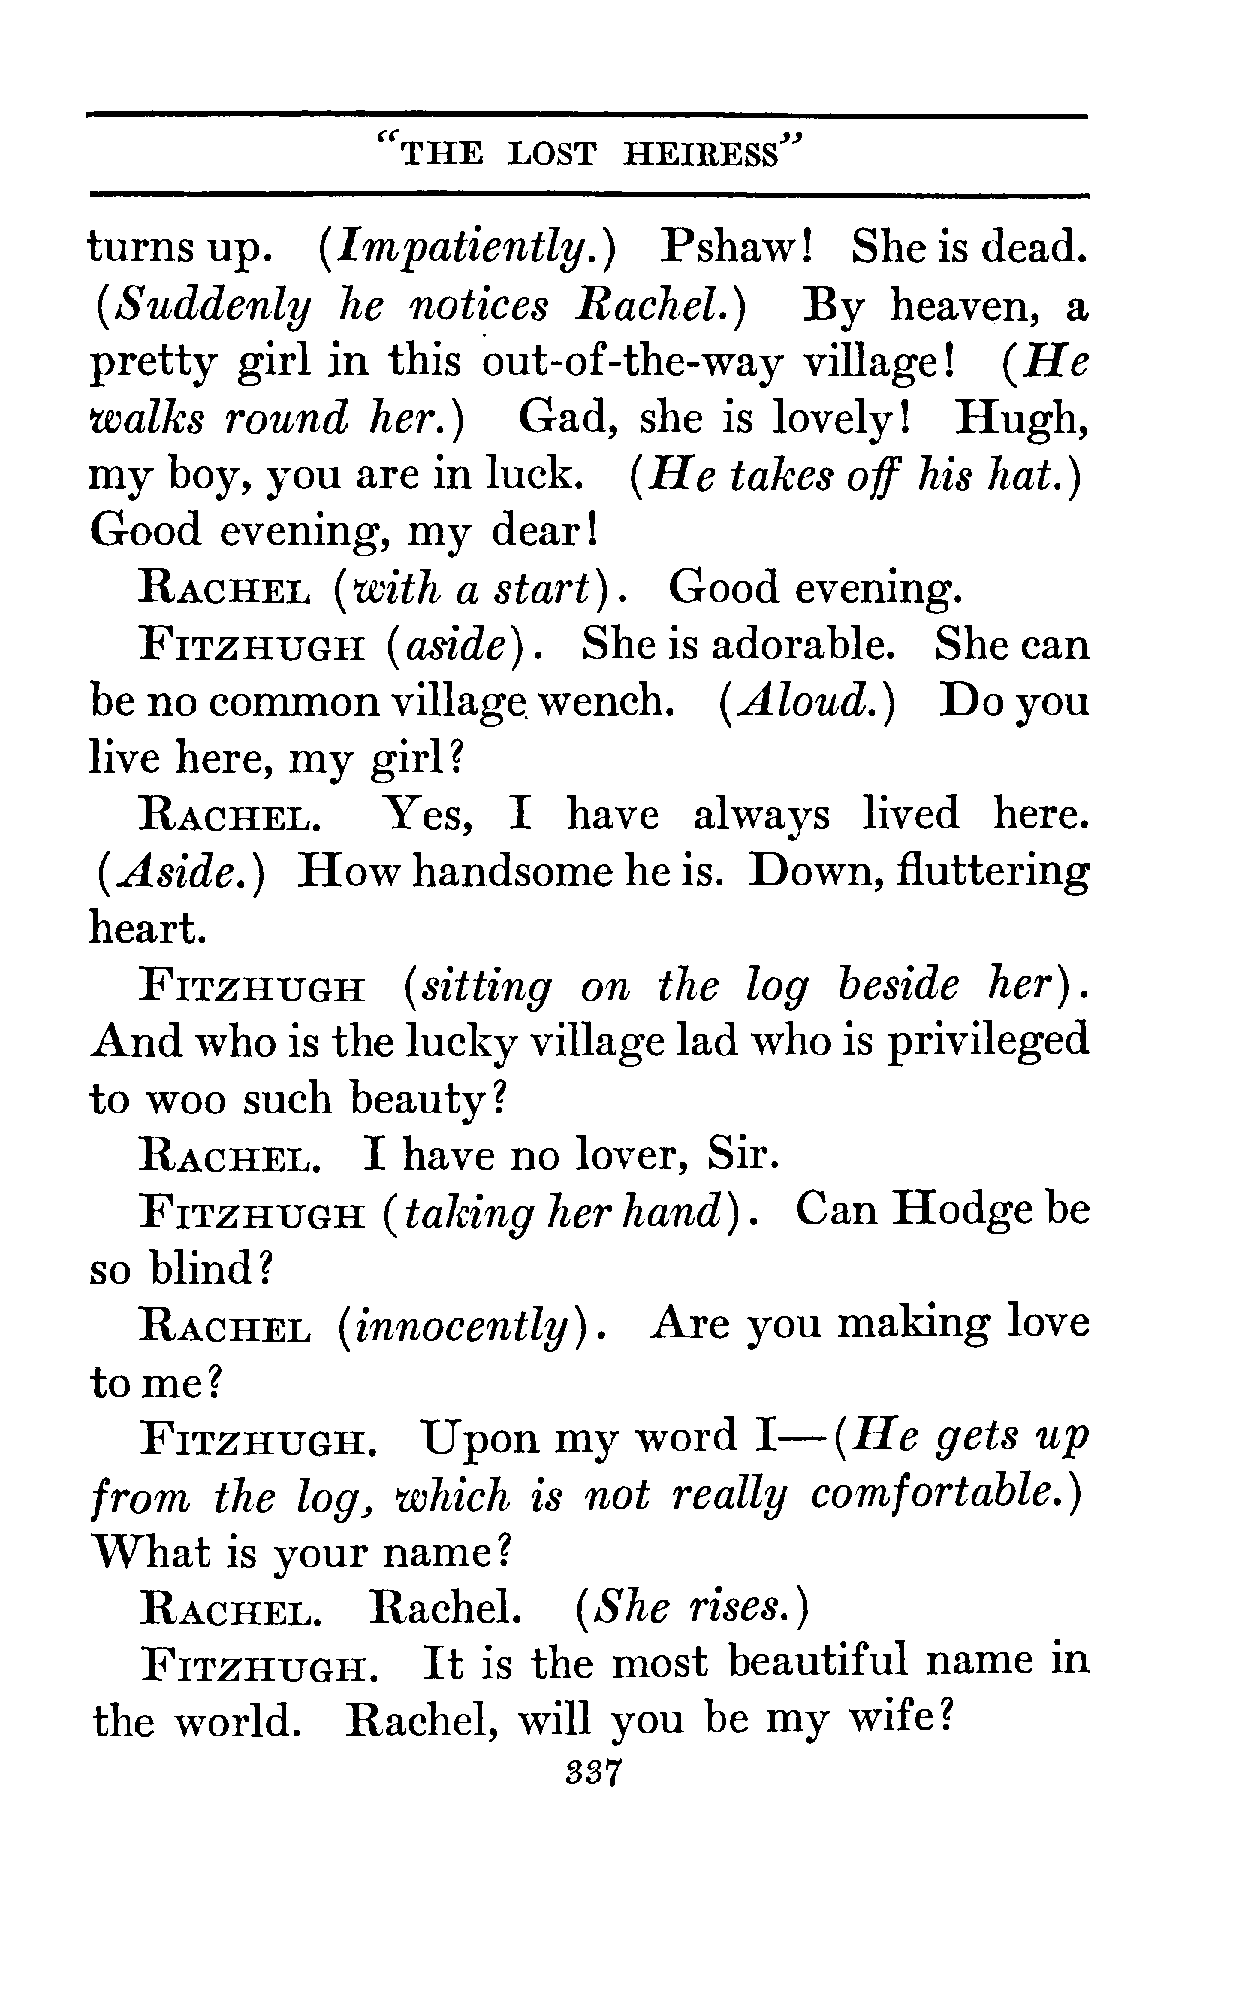 "THE LOST HEIRESS"
turns up. (Impatiently.) Pshaw! She is dead.
(Suddenly he notices Rachel.) By heaven, a
pretty girl in this out-of-the-way village! (He
walks round her.) Gad, she is lovely! Hugh,
my boy, you are in luck. (He takes off his hat.)
Good evening, my dear!
RACHEL (with a start). Good evening.
FITZHUGH (aside). She is adorable. She can
be no common village wench. (Aloud.) Do you
live here, my girl?
RACHEL. Yes, I have always lived here.
(Aside.) How handsome he is. Down, fluttering
heart.
FITZHUGH (sitting on the log beside her).
And who is the lucky village lad who is privileged
to woo such beauty?
RACHEL. I have no lover, Sir.
FITZHUGH (taking her hand). Can Hodge be
so blind?
RACHEL (innocently). Are you making love
to me?
FITZHUGH. Upon my word I—(He gets up
from the log, which is not really comfortable.)
What is your name?
RACHEL. Rachel. (She rises.)
FITZHUGH. It is the most beautiful name in
the world. Rachel, will you be my wife?
337